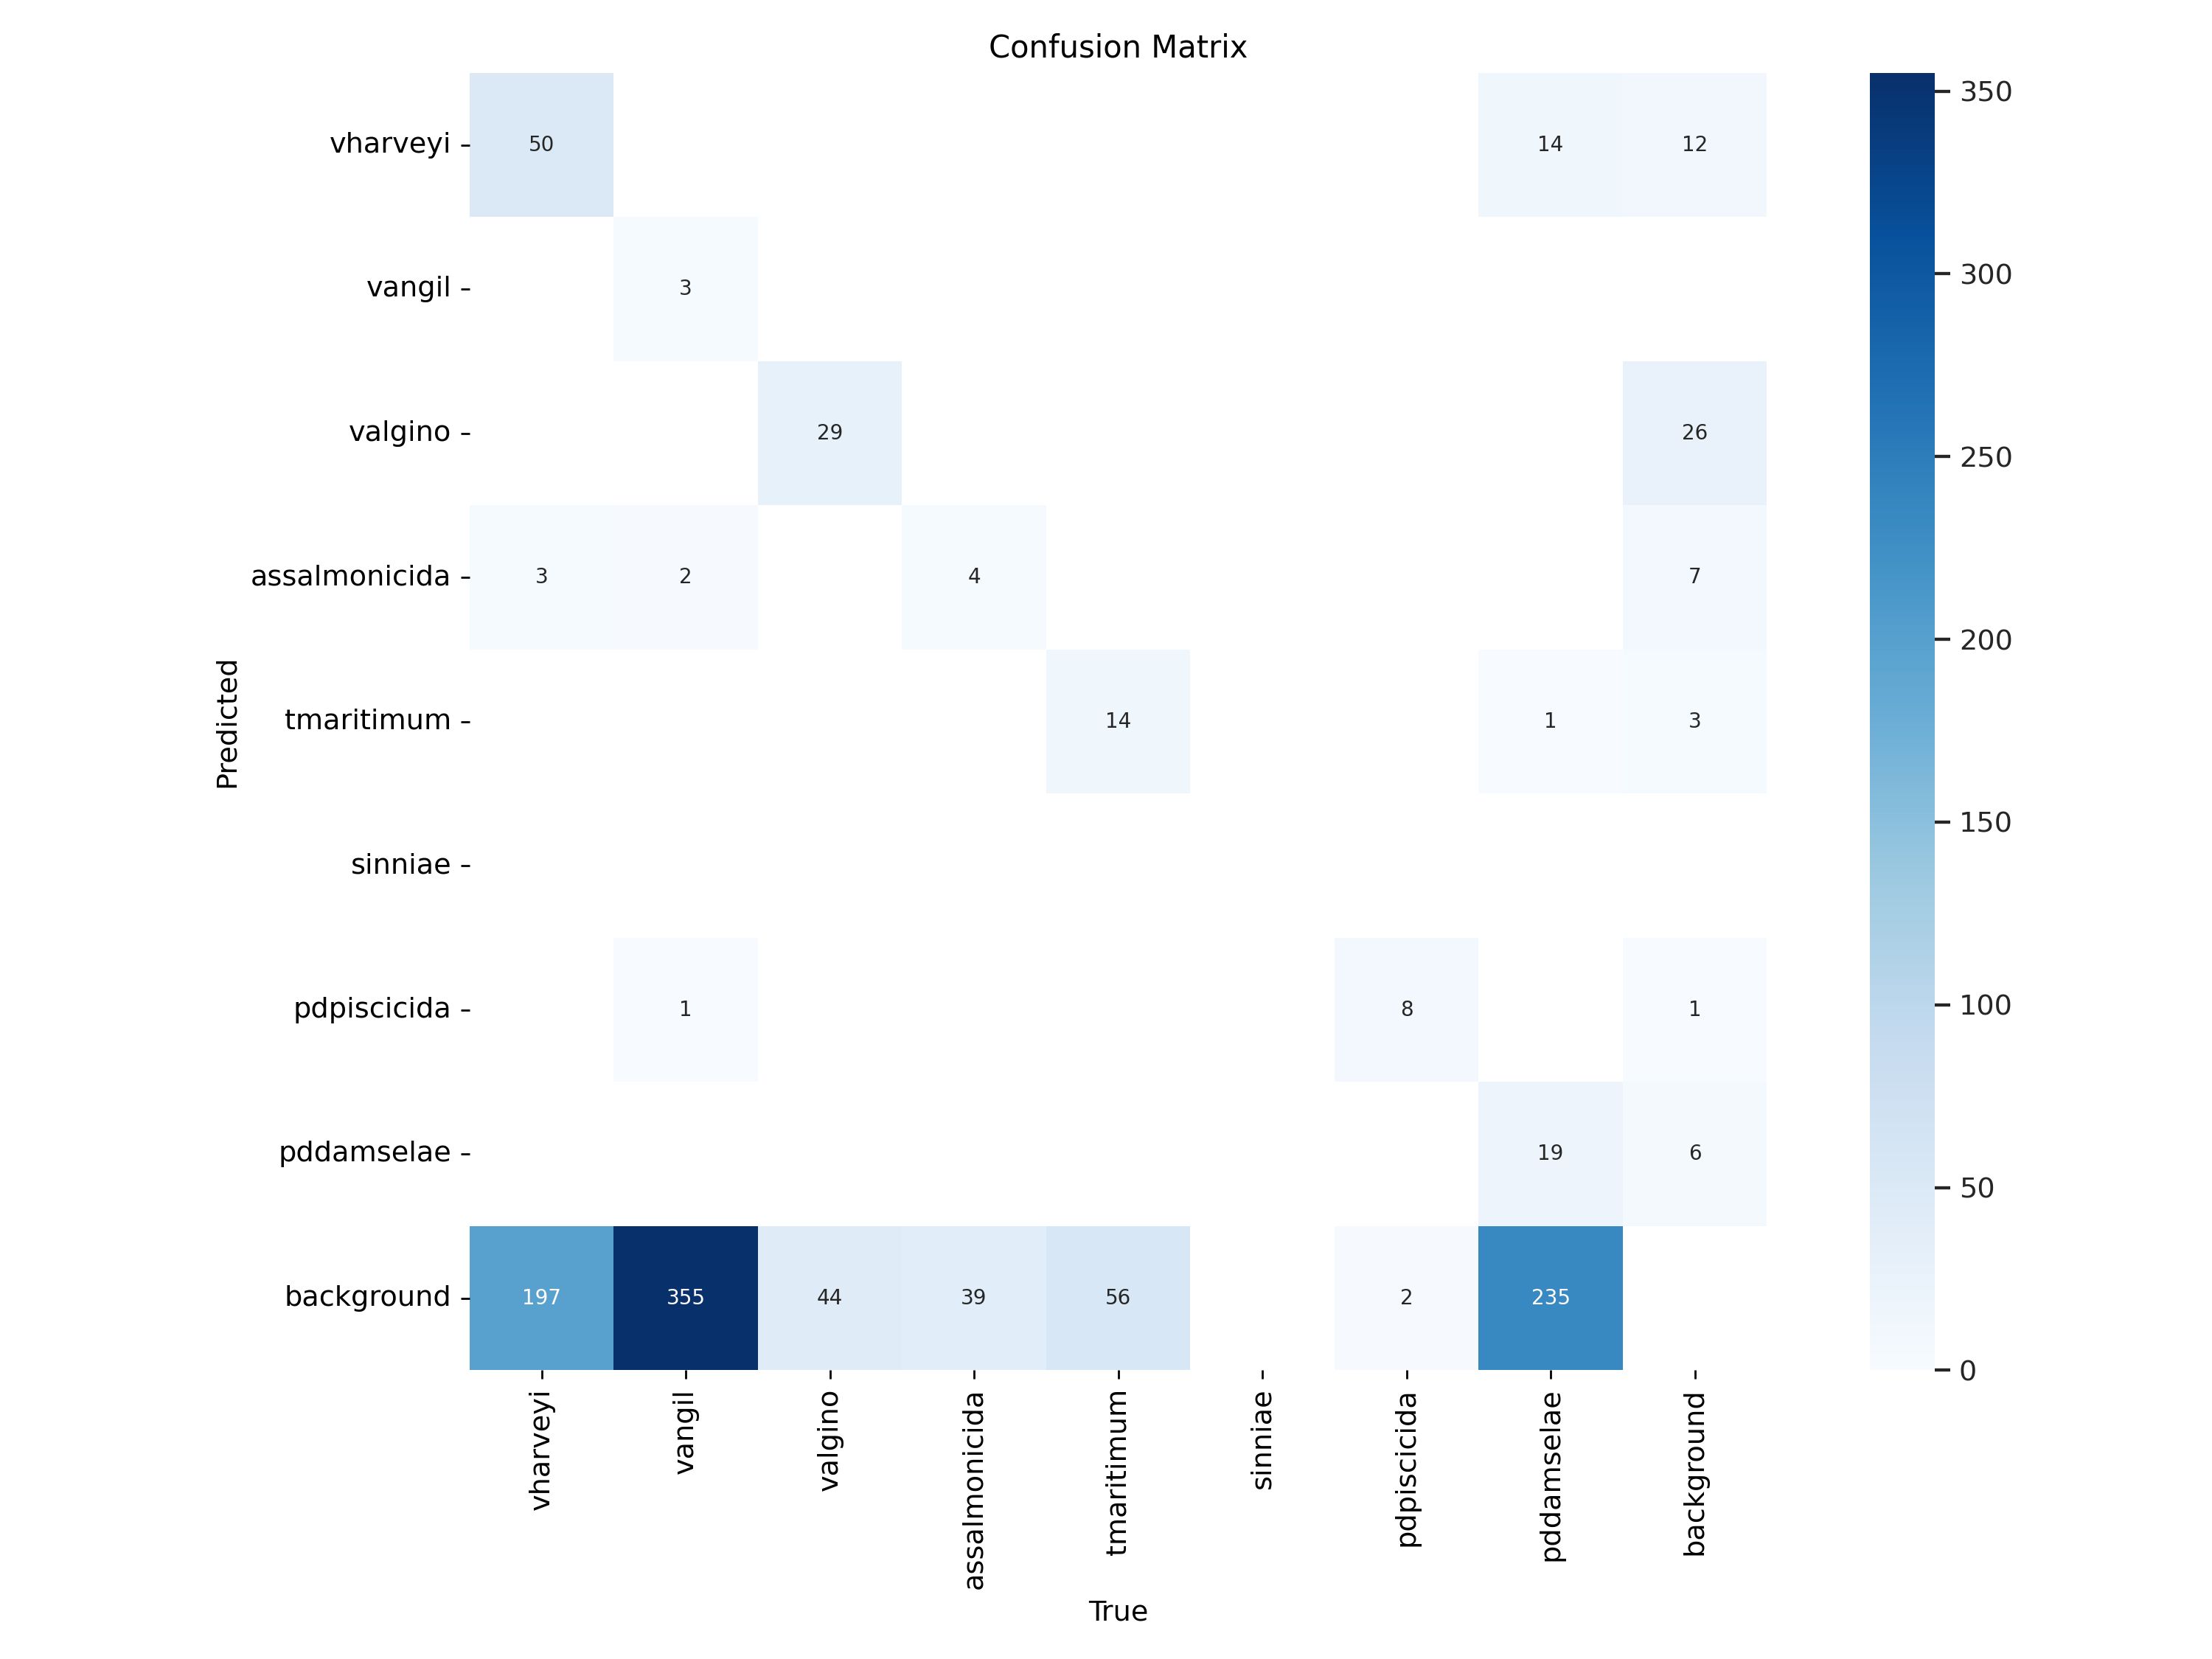 Confusion Matrix
Predicted
vharveyi 50 14 12
vangil 3
valgino 29 26
assalmonicida 3 2 4 7
tmaritimum 14 1 3
sinniae
pdpiscicida 1 8 1
pddamselae 19 6
background 197 355 44 39 56 2 235
vharveyi vangil valgino assalmonicida tmaritimum sinniae pdpiscicida pddamselae background
True
350
300
250
200
150
100
50
0